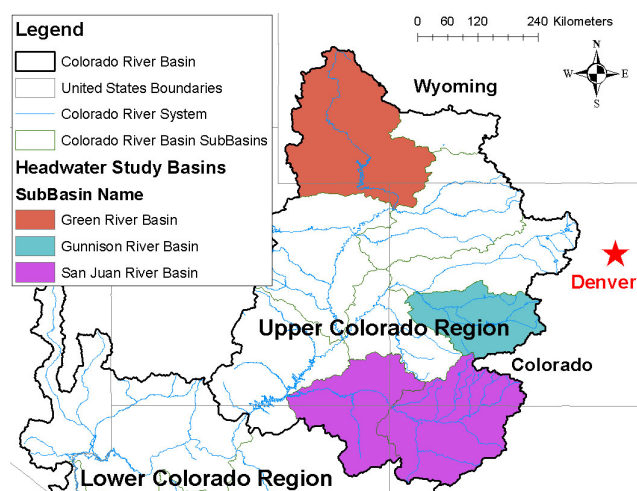 Legend
Colorado River Basin
United States Boundaries
Colorado River System
Colorado River Basin SubBasins
Headwater Study Basins
SubBasin Name
Green River Basin
Gunnison River Basin
San Juan River Basin
0 30 60 120 180 240 Kilometers
N
W E
S
Wyoming
Denver
Upper Colorado Region
Colorado
Lower Colorado Region